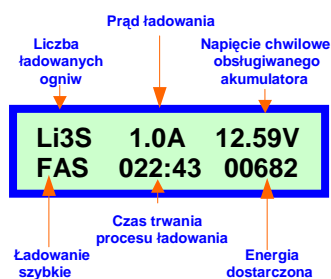 Prąd ładowania
Liczba
ładowanych
ogniw
Napięcie chwilowe
obsługiwanego
akumulatora
Li3S 1.0A 12.59V
FAS 022:43 00682
Czas trwania
procesu ładowania
Ładowanie
szybkie
Energia
dostarczona